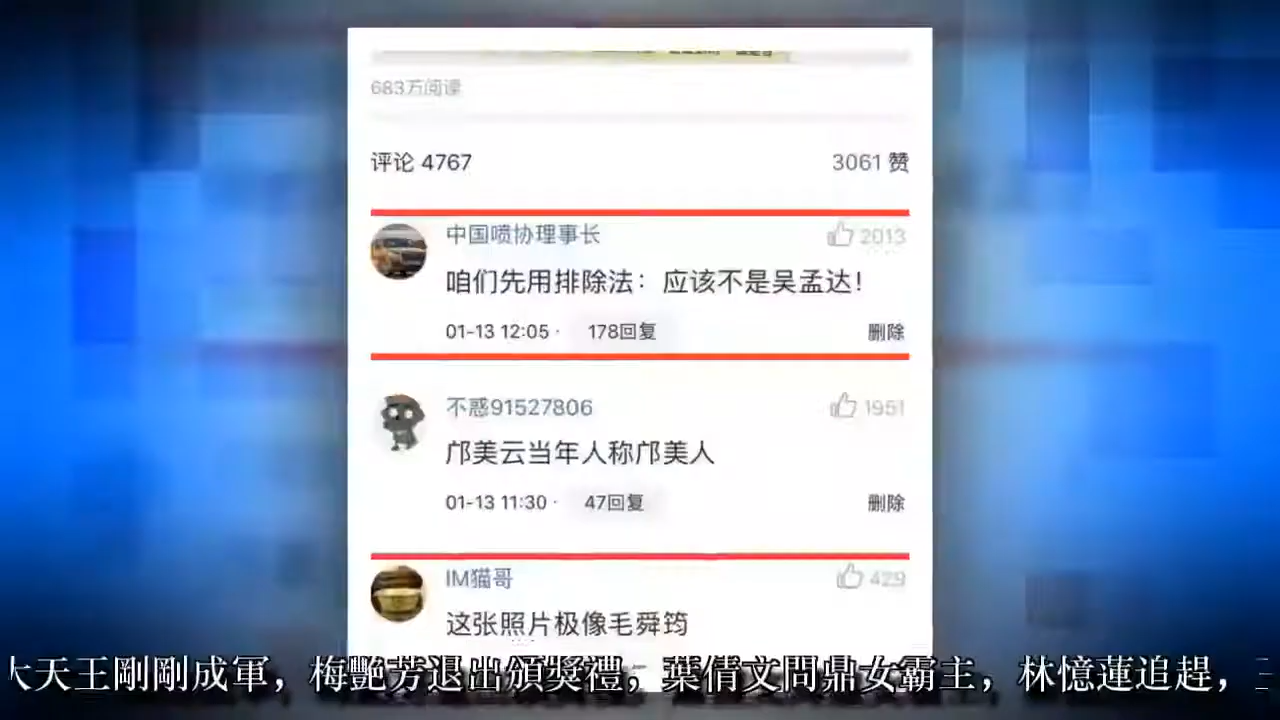 683万阅读
评论 4767
3061 赞
中国喷协理事长
2013
咱们先用排除法：应该不是吴孟达！
01-13 12:05 · 178回复
删除
不惑91527806
1951
邝美云当年人称邝美人
01-13 11:30 · 47回复
删除
IM猫哥
429
这张照片极像毛舜筠
大天王剛剛成軍，梅艷芳退出頒獎禮，葉倩文問鼎女霸主，林憶蓮追趕，